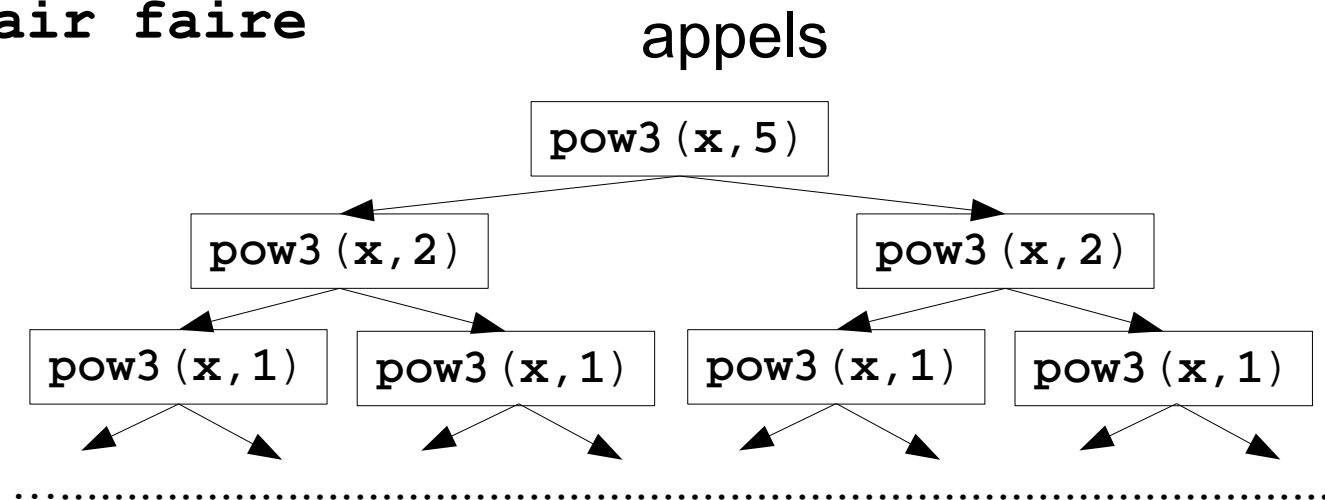 air faire
appels
pow3(x,5)
pow3(x,2) pow3(x,2)
pow3(x,1) pow3(x,1) pow3(x,1) pow3(x,1)